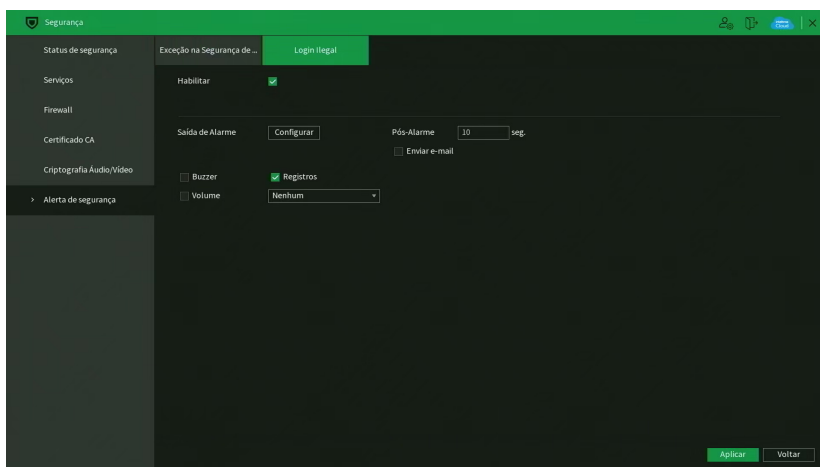 Segurança
Cloud
Status de segurança
Serviços
Firewall
Certificado CA
Criptografia Áudio/Vídeo
> Alerta de segurança
Exceção na Segurança de ...
Login Ilegal
Habilitar
Saída de Alarme
Configurar
Pós-Alarme
10
seg.
Enviar e-mail
Buzzer
Registros
Volume
Nenhum
Aplicar
Voltar